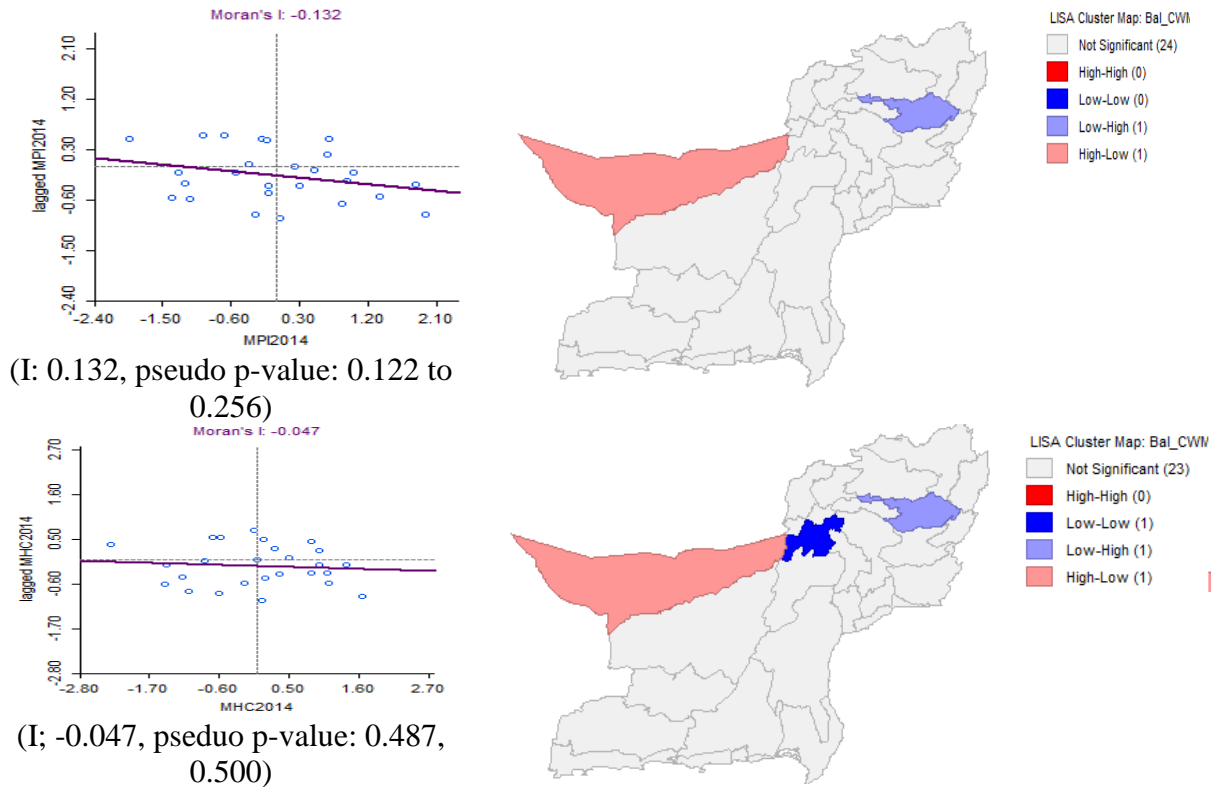 Moran's I: -0.132
2.10
1.20
0.30
-0.60
-1.50
-2.40
lagged MPI2014
-2.40 -1.50 -0.60 0.30 1.20 2.10
MPI2014
LISA Cluster Map: Bal_CWM
Not Significant (24)
High-High (0)
Low-Low (0)
Low-High (1)
High-Low (1)
(I: 0.132, pseudo p-value: 0.122 to
0.256)
Moran's I: -0.047
2.70
1.60
0.50
-0.60
-1.70
-2.80
lagged MHC2014
-2.80 -1.70 -0.60 0.50 1.60 2.70
MHC2014
LISA Cluster Map: Bal_CWM
Not Significant (23)
High-High (0)
Low-Low (1)
Low-High (1)
High-Low (1)
(I; -0.047, pseduo p-value: 0.487,
0.500)